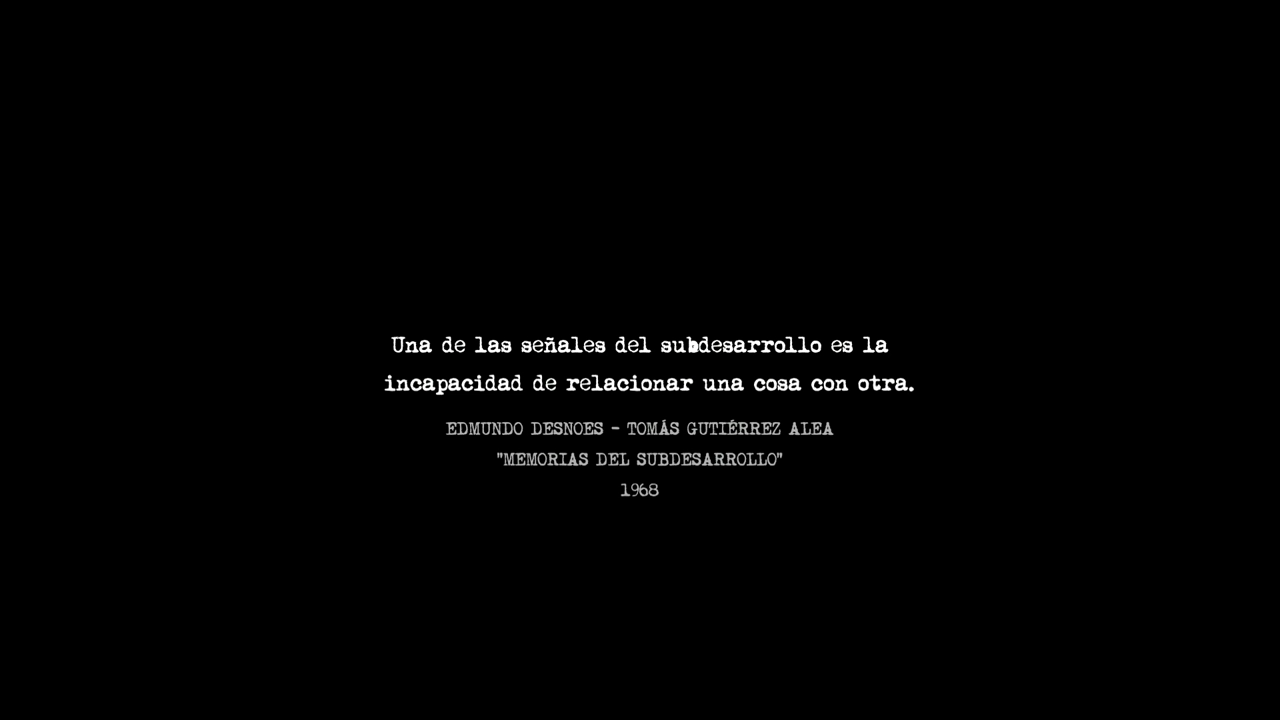 Una de las señales del subdesarrollo es la
incapacidad de relacionar una cosa con otra.
EDMUNDO DESNOES - TOMÁS GUTIÉRREZ ALEA
"MEMORIAS DEL SUBDESARROLLO"
1968